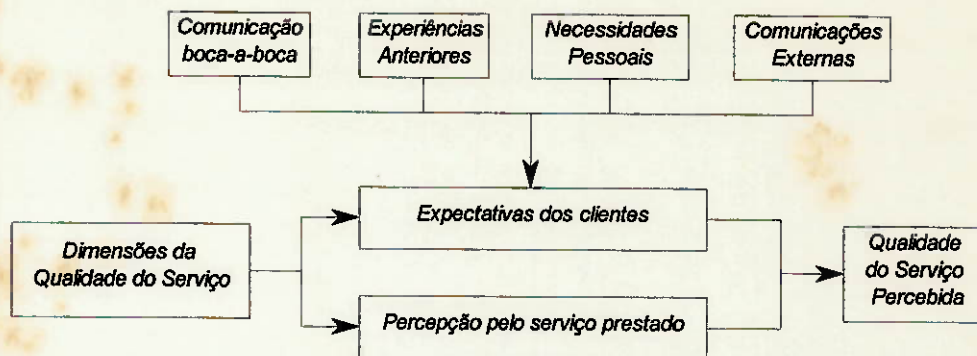 Comunicação
boca-a-boca
Experiências
Anteriores
Necessidades
Pessoais
Comunicações
Externas
Expectativas dos clientes
Dimensões da
Qualidade do Serviço
Qualidade
do Serviço
Percebida
Percepção pelo serviço prestado